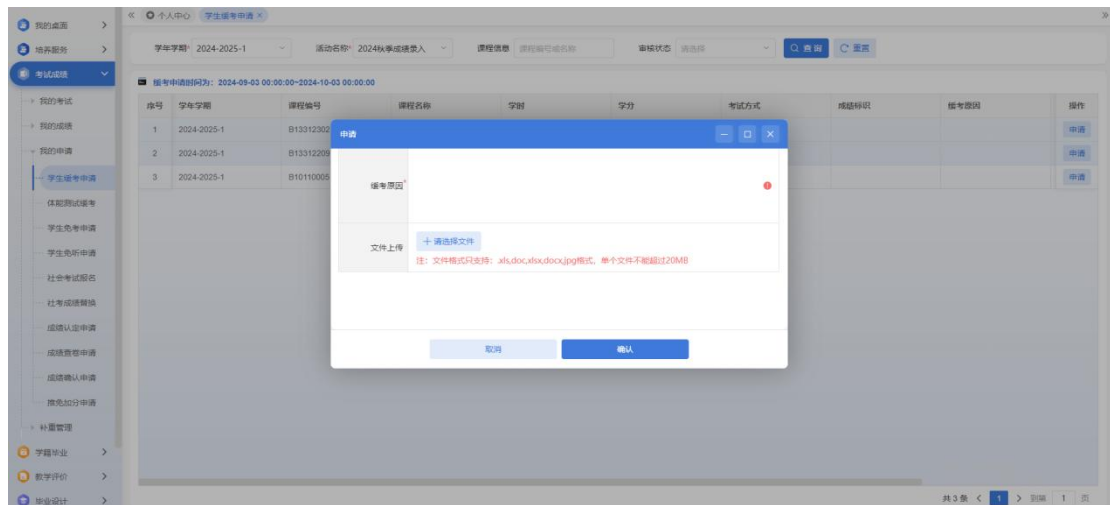 我的桌面
培养服务
考试成绩
我的考试
我的成绩
我的申请
学生缓考申请
体能测试缓考
学生免考申请
学生免听申请
社会考试报名
社考成绩替换
成绩认定申请
成绩查卷申请
成绩确认申请
推免加分申请
补重管理
学籍毕业
教学评价
毕业设计
个人中心 学生缓考申请 ×
学年学期* 2024-2025-1 活动名称* 2024秋季成绩录入 课程信息 课程编号或名称 审核状态 请选择 查询 重置
缓考申请时间为：2024-09-03 00:00:00~2024-10-03 00:00:00
序号 学年学期 课程编号 课程名称 学时 学分 考试方式 成绩标识 缓考原因 操作
1 2024-2025-1 B13312302 申请
2 2024-2025-1 B13312209 申请
3 2024-2025-1 B10110005 申请
申请
缓考原因*
文件上传 + 请选择文件
注：文件格式只支持：.xls,doc,xlsx,docx,jpg格式，单个文件不能超过20MB
取消 确认
共 3 条 < 1 > 到第 1 页